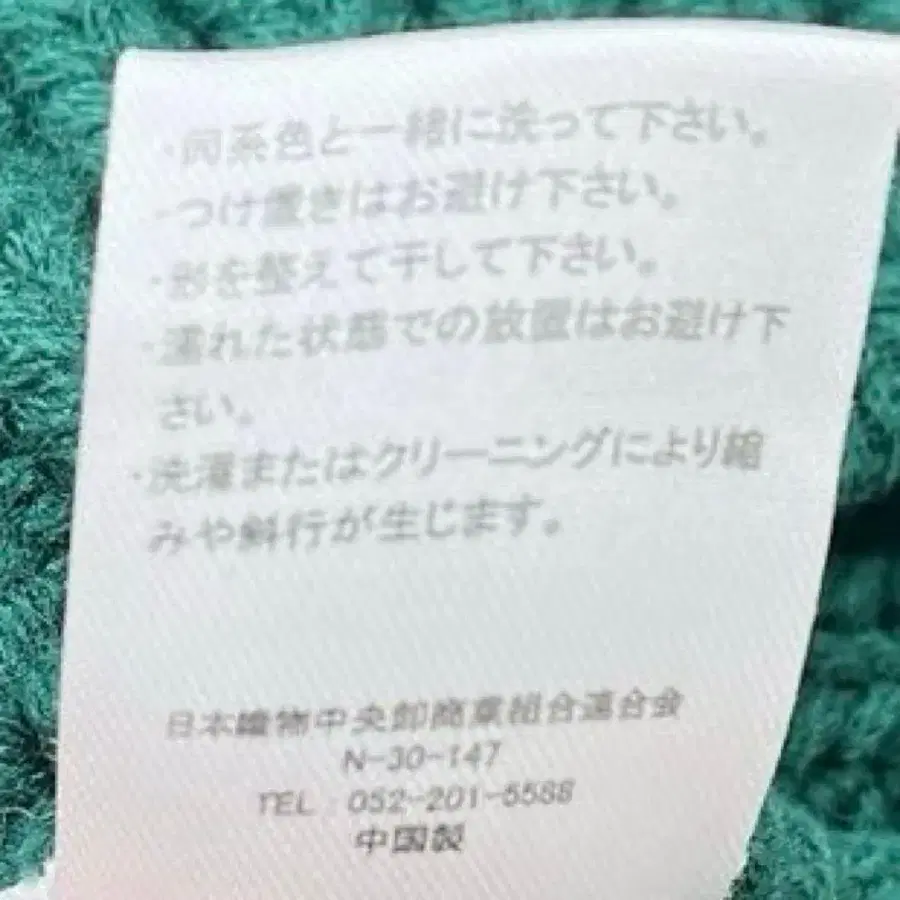 ・同系色と一緒に洗って下さい。
・つけ置きはお避け下さい。
・形を整えて干して下さい。
・濡れた状態での放置はお避け下
さい。
・洗濯またはクリーニングにより縮
みや斜行が生じます。
日本織物中央卸商業組合連合会
N-30-147
TEL : 052-201-5588
中国製